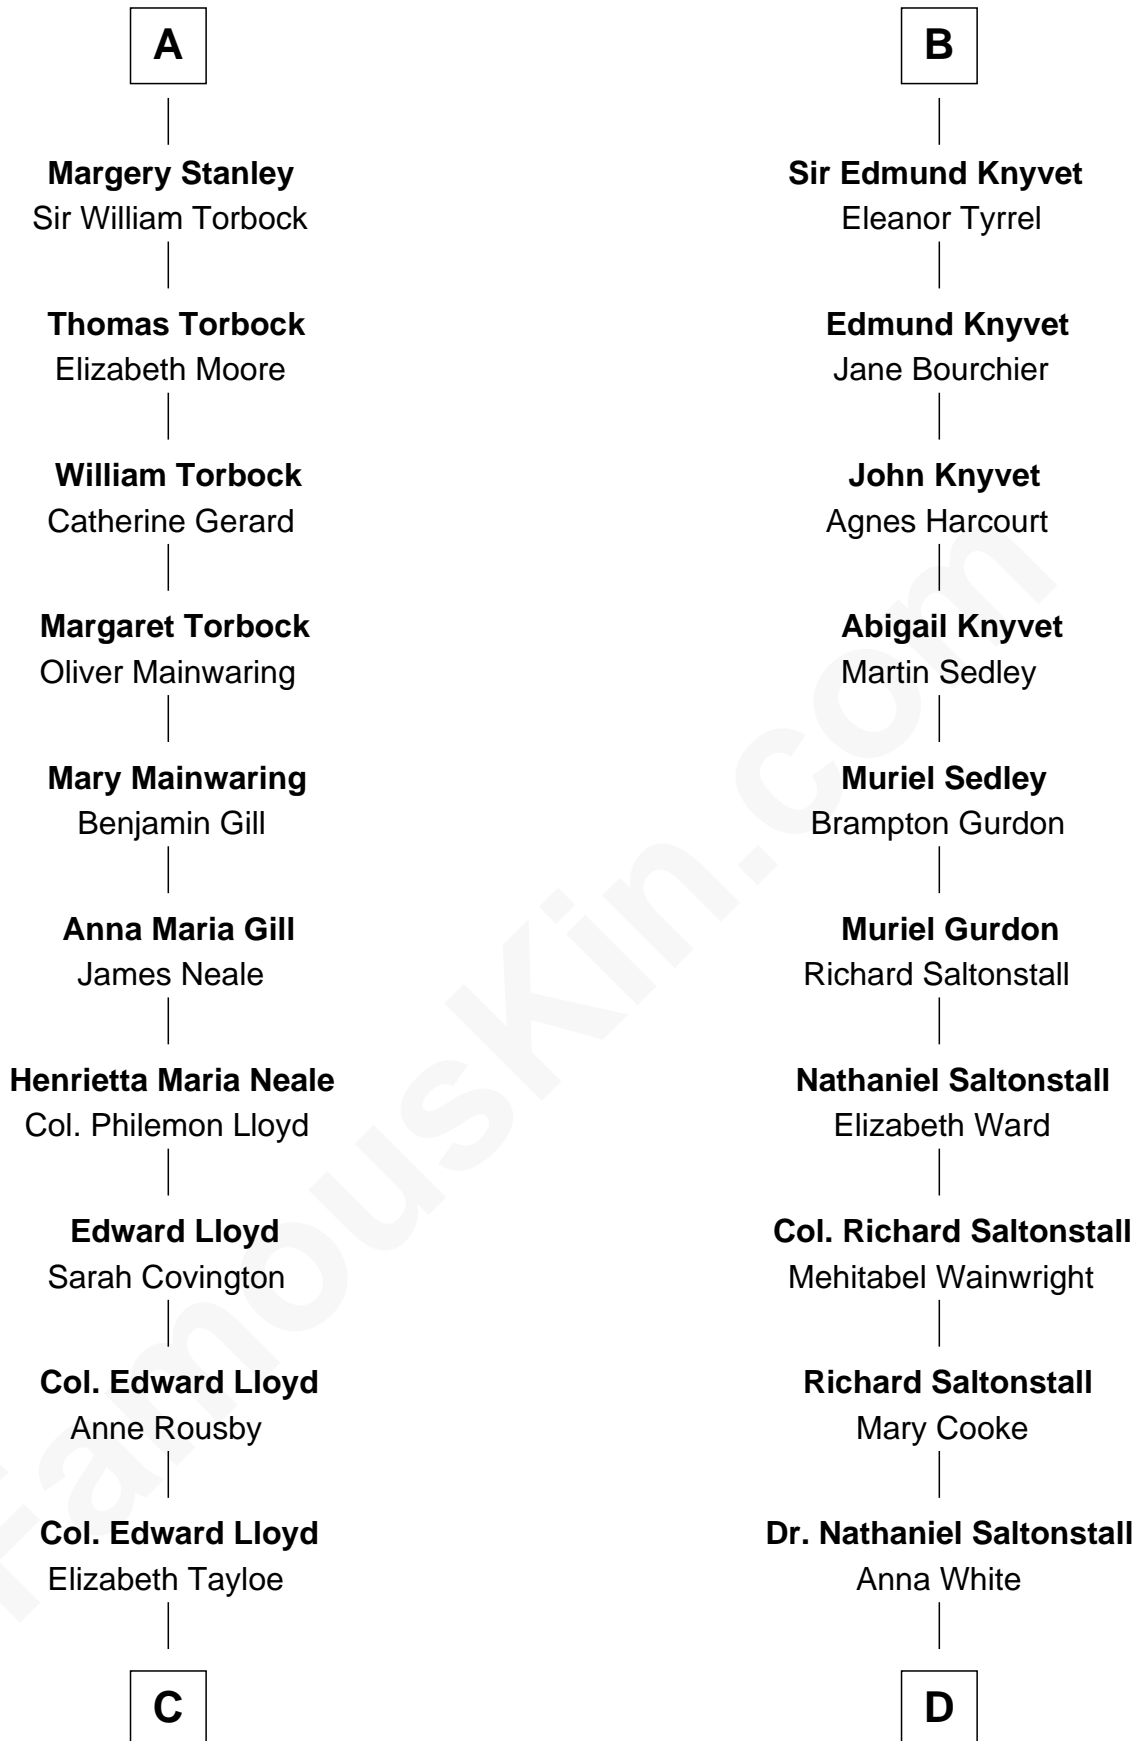 A
Margery Stanley
Sir William Torbock
Thomas Torbock
Elizabeth Moore
William Torbock
Catherine Gerard
Margaret Torbock
Oliver Mainwaring
Mary Mainwaring
Benjamin Gill
Anna Maria Gill
James Neale
Henrietta Maria Neale
Col. Philemon Lloyd
Edward Lloyd
Sarah Covington
Col. Edward Lloyd
Anne Rousby
Col. Edward Lloyd
Elizabeth Tayloe
C
B
Sir Edmund Knyvet
Eleanor Tyrrel
Edmund Knyvet
Jane Bourchier
John Knyvet
Agnes Harcourt
Abigail Knyvet
Martin Sedley
Muriel Sedley
Brampton Gurdon
Muriel Gurdon
Richard Saltonstall
Nathaniel Saltonstall
Elizabeth Ward
Col. Richard Saltonstall
Mehitabel Wainwright
Richard Saltonstall
Mary Cooke
Dr. Nathaniel Saltonstall
Anna White
D
FamousKin.com